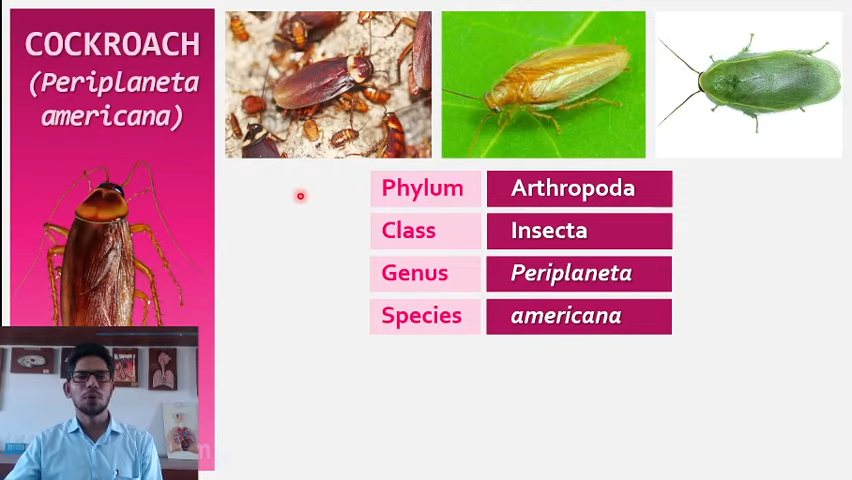 COCKROACH
(Periplaneta
americana)
Phylum Arthropoda
Class Insecta
Genus Periplaneta
Species americana